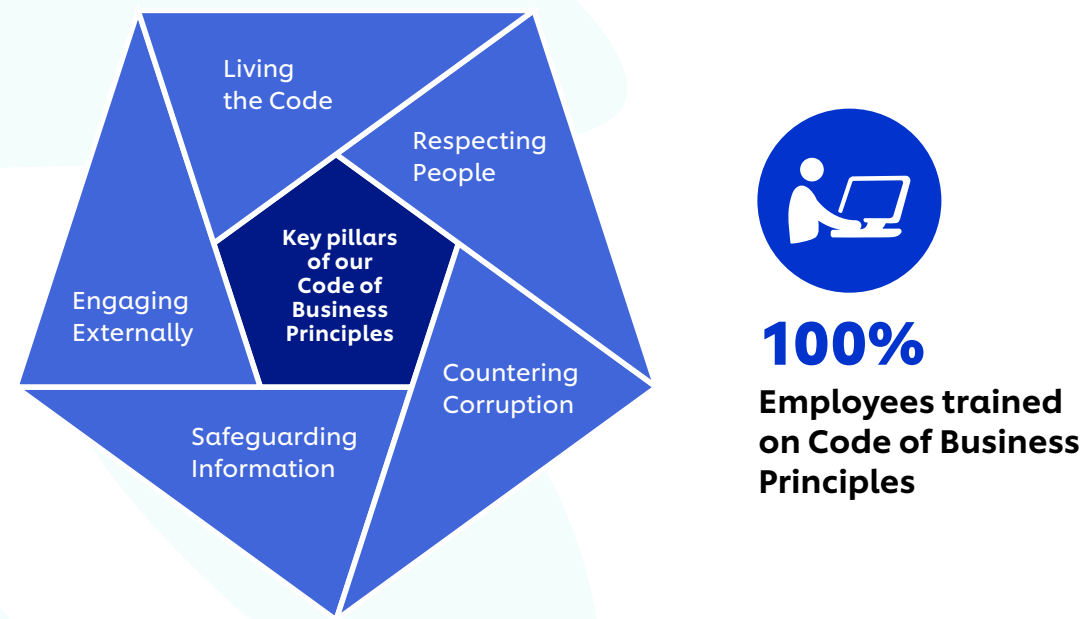 Living
the Code
Respecting
People
Key pillars
of our
Code of
Business
Principles
Engaging
Externally
Countering
Corruption
Safeguarding
Information
100%
Employees trained
on Code of Business
Principles